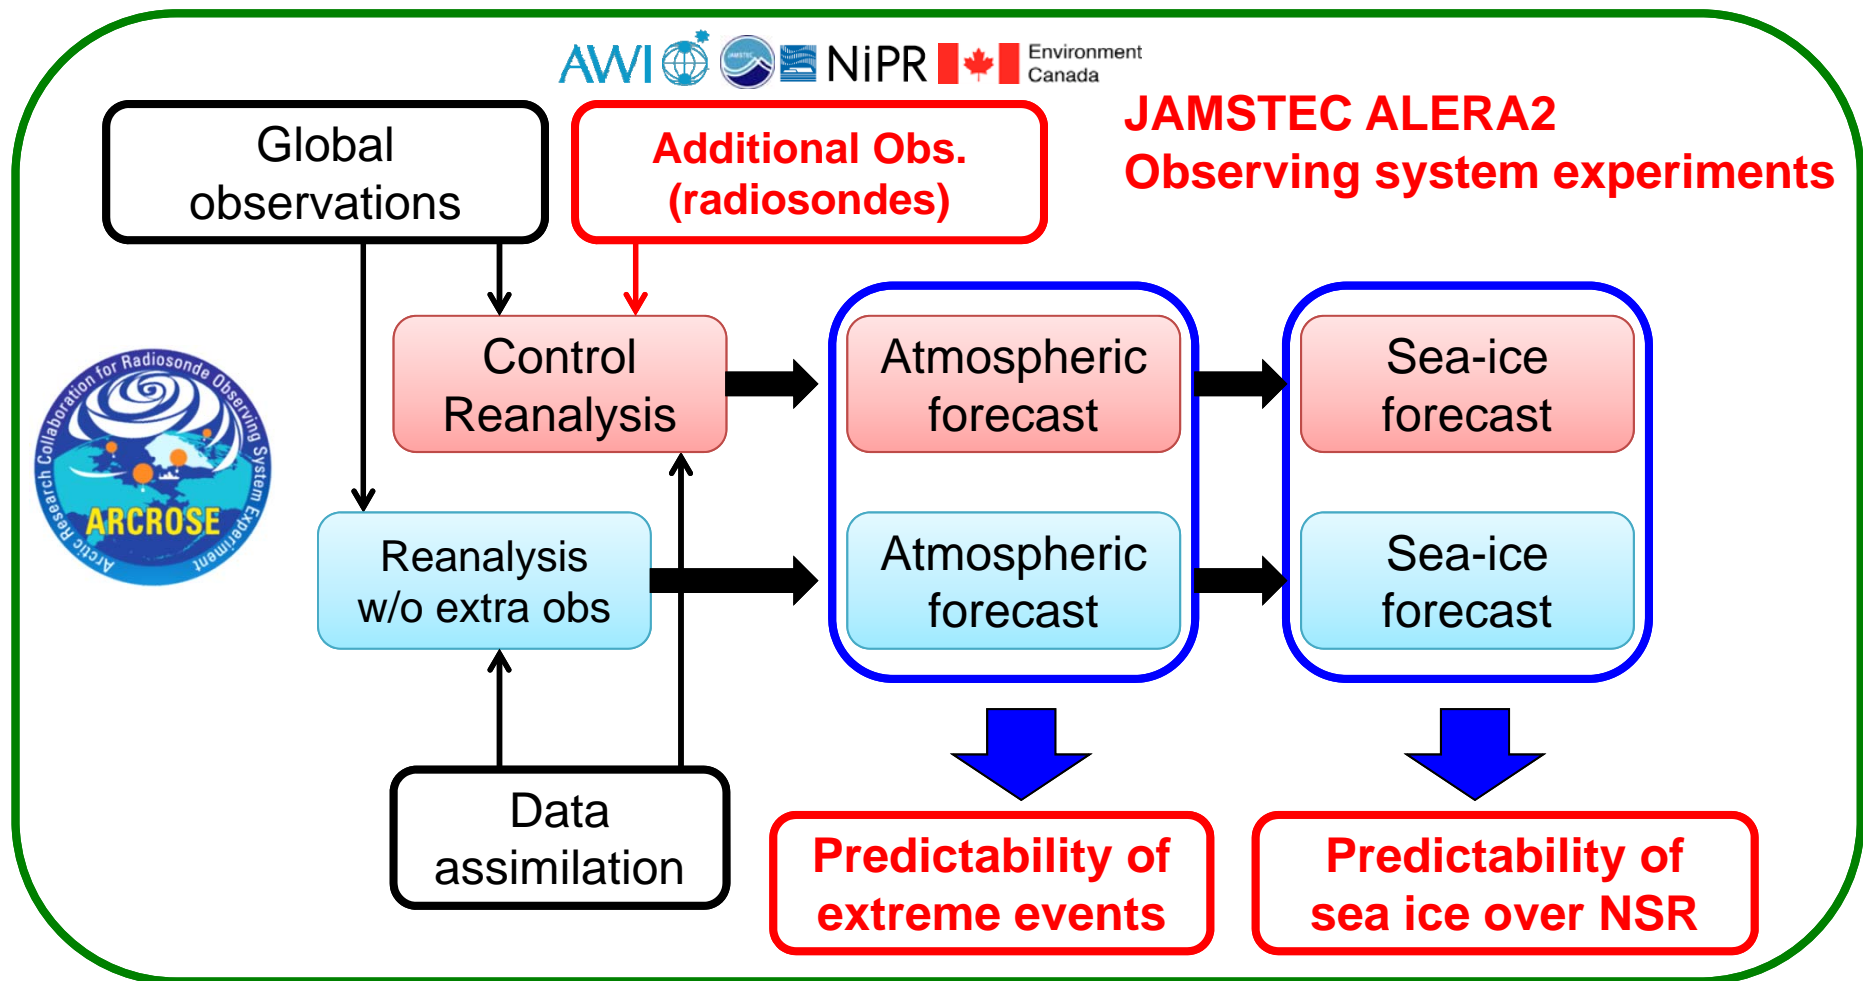 AWI
JAMSTEC
NiPR
Environment
Canada
JAMSTEC ALERA2
Observing system experiments
Global
observations
Additional Obs.
(radiosondes)
Control
Reanalysis
Atmospheric
forecast
Sea-ice
forecast
Arctic Research Collaboration for Radiosonde Observing System Experiment
ARCROSE
Reanalysis
w/o extra obs
Atmospheric
forecast
Sea-ice
forecast
Data
assimilation
Predictability of
extreme events
Predictability of
sea ice over NSR